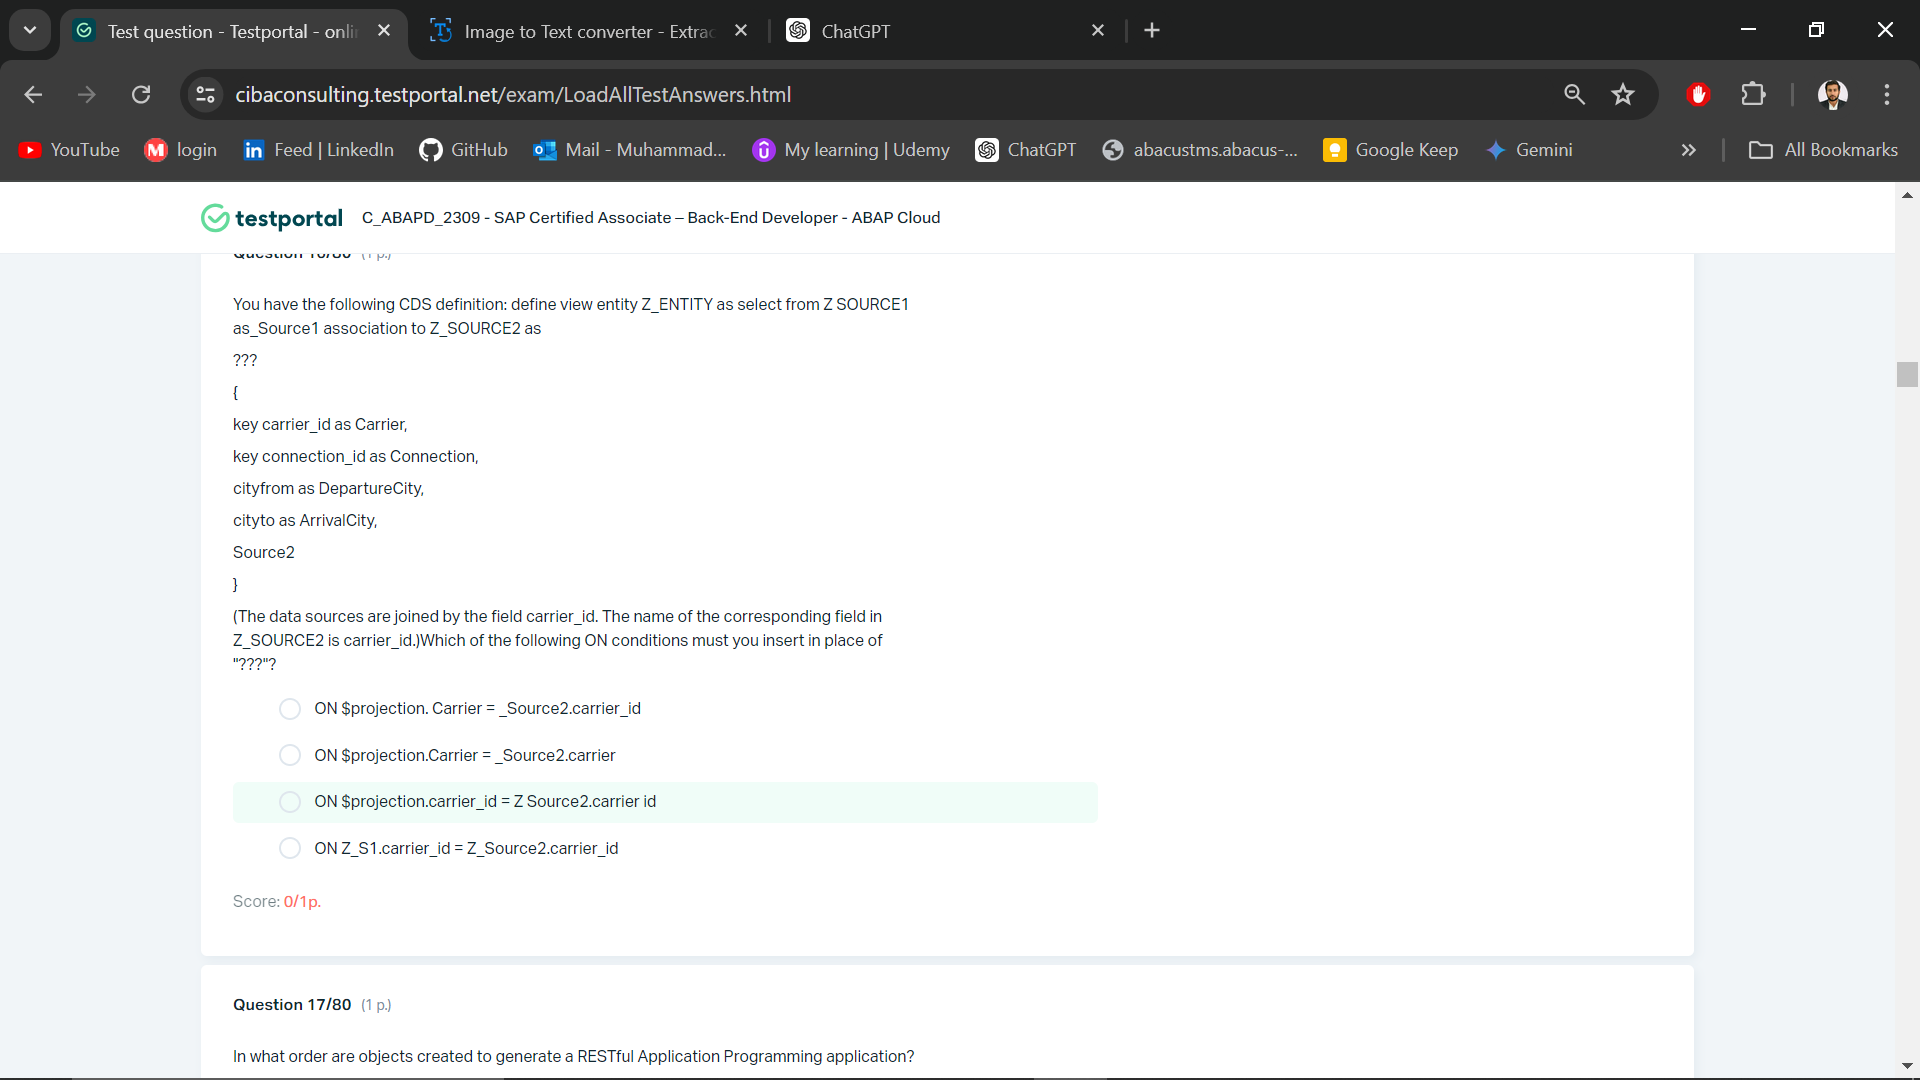 Test question - Testportal - onlin
Image to Text converter - Extrac
ChatGPT
cibaconsulting.testportal.net/exam/LoadAllTestAnswers.html
YouTube
login
Feed | LinkedIn
GitHub
Mail - Muhammad...
My learning | Udemy
ChatGPT
abacustms.abacus-...
Google Keep
Gemini
All Bookmarks
testportal
C_ABAPD_2309 - SAP Certified Associate – Back-End Developer - ABAP Cloud
Question 16/80 (1 p.)
You have the following CDS definition: define view entity Z_ENTITY as select from Z SOURCE1
as_Source1 association to Z_SOURCE2 as
???
{
key carrier_id as Carrier,
key connection_id as Connection,
cityfrom as DepartureCity,
cityto as ArrivalCity,
Source2
}
(The data sources are joined by the field carrier_id. The name of the corresponding field in
Z_SOURCE2 is carrier_id.)Which of the following ON conditions must you insert in place of
"???"?
ON $projection. Carrier = _Source2.carrier_id
ON $projection.Carrier = _Source2.carrier
ON $projection.carrier_id = Z Source2.carrier id
ON Z_S1.carrier_id = Z_Source2.carrier_id
Score: 0/1p.
Question 17/80 (1 p.)
In what order are objects created to generate a RESTful Application Programming application?